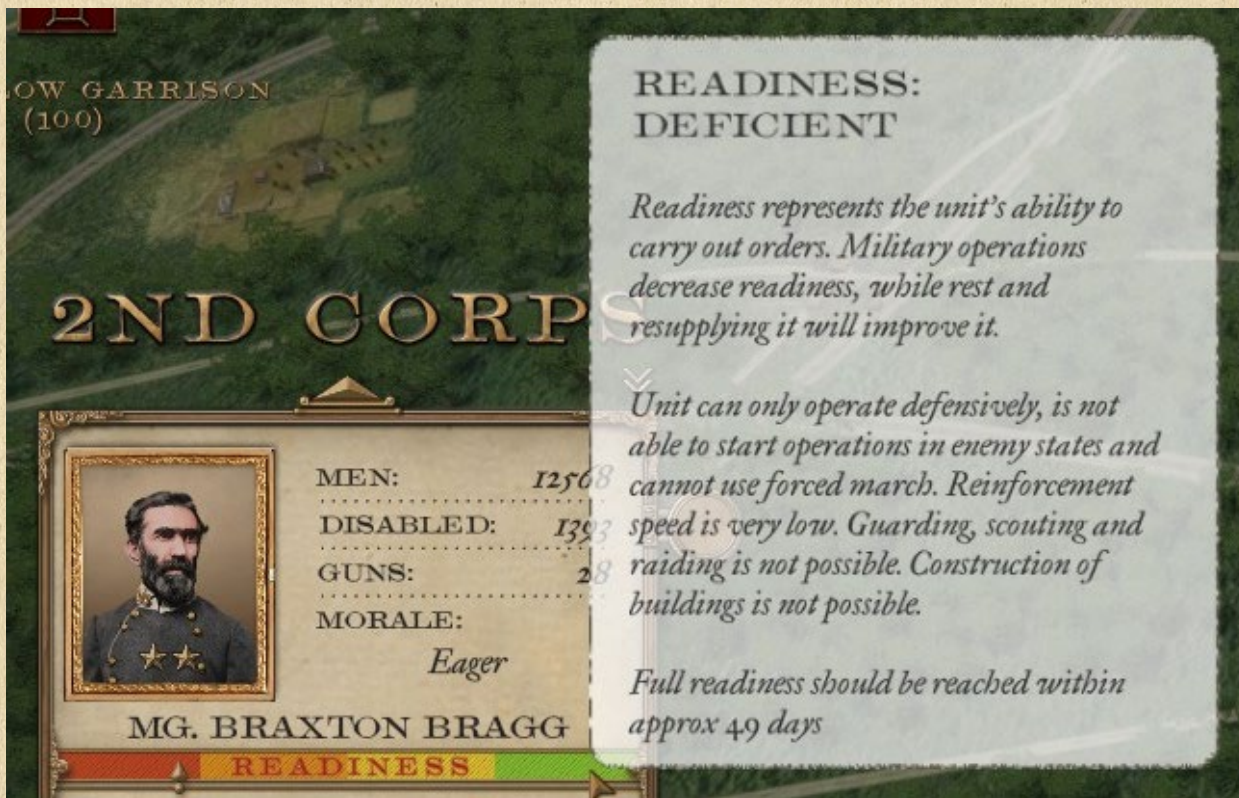 OW GARRISON
(100)
2ND CORPS
MEN: 12568
DISABLED: 1393
GUNS: 28
MORALE:
Eager
MG. BRAXTON BRAGG
READINESS
READINESS:
DEFICIENT
Readiness represents the unit's ability to
carry out orders. Military operations
decrease readiness, while rest and
resupplying it will improve it.
Unit can only operate defensively, is not
able to start operations in enemy states and
cannot use forced march. Reinforcement
speed is very low. Guarding, scouting and
raiding is not possible. Construction of
buildings is not possible.
Full readiness should be reached within
approx 49 days